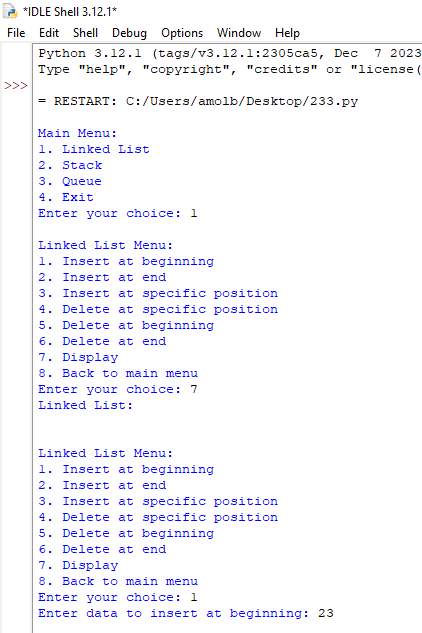 *IDLE Shell 3.12.1*
File Edit Shell Debug Options Window Help
Python 3.12.1 (tags/v3.12.1:2305ca5, Dec 7 2023
Type "help", "copyright", "credits" or "license(
>>>
= RESTART: C:/Users/amolb/Desktop/233.py
Main Menu:
1. Linked List
2. Stack
3. Queue
4. Exit
Enter your choice: 1
Linked List Menu:
1. Insert at beginning
2. Insert at end
3. Insert at specific position
4. Delete at specific position
5. Delete at beginning
6. Delete at end
7. Display
8. Back to main menu
Enter your choice: 7
Linked List:
Linked List Menu:
1. Insert at beginning
2. Insert at end
3. Insert at specific position
4. Delete at specific position
5. Delete at beginning
6. Delete at end
7. Display
8. Back to main menu
Enter your choice: 1
Enter data to insert at beginning: 23